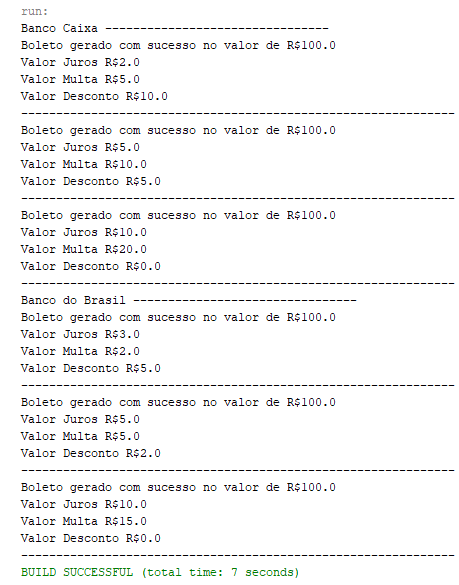 run:
Banco Caixa --------------------------------
Boleto gerado com sucesso no valor de R$100.0
Valor Juros R$2.0
Valor Multa R$5.0
Valor Desconto R$10.0
--------------------------------------------------------------
Boleto gerado com sucesso no valor de R$100.0
Valor Juros R$5.0
Valor Multa R$10.0
Valor Desconto R$5.0
--------------------------------------------------------------
Boleto gerado com sucesso no valor de R$100.0
Valor Juros R$10.0
Valor Multa R$20.0
Valor Desconto R$0.0
--------------------------------------------------------------
Banco do Brasil --------------------------------
Boleto gerado com sucesso no valor de R$100.0
Valor Juros R$3.0
Valor Multa R$2.0
Valor Desconto R$5.0
--------------------------------------------------------------
Boleto gerado com sucesso no valor de R$100.0
Valor Juros R$5.0
Valor Multa R$5.0
Valor Desconto R$2.0
--------------------------------------------------------------
Boleto gerado com sucesso no valor de R$100.0
Valor Juros R$10.0
Valor Multa R$15.0
Valor Desconto R$0.0
--------------------------------------------------------------
BUILD SUCCESSFUL (total time: 7 seconds)